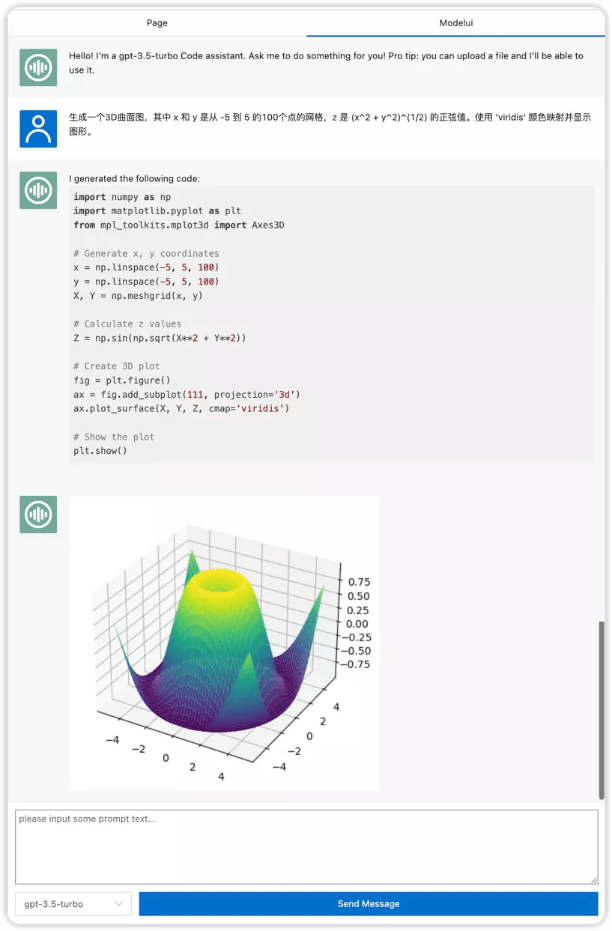 Page
Modelui
Hello! I'm a gpt-3.5-turbo Code assistant. Ask me to do something for you! Pro tip: you can upload a file and I'll be able to
use it.
生成一个3D曲面图，其中 x 和 y 是从 -5 到 5 的100个点的网格，z 是 (x^2 + y^2)^(1/2) 的正弦值。使用 'viridis' 颜色映射并显示
图形。
I generated the following code:
import numpy as np
import matplotlib.pyplot as plt
from mpl_toolkits.mplot3d import Axes3D
# Generate x, y coordinates
x = np.linspace(-5, 5, 100)
y = np.linspace(-5, 5, 100)
X, Y = np.meshgrid(x, y)
# Calculate z values
Z = np.sin(np.sqrt(X**2 + Y**2))
# Create 3D plot
fig = plt.figure()
ax = fig.add_subplot(111, projection='3d')
ax.plot_surface(X, Y, Z, cmap='viridis')
# Show the plot
plt.show()
0.75
0.50
0.25
0.00
−0.25
−0.50
−0.75
−4
−2
0
2
4
4
2
0
−2
−4
please input some prompt text...
gpt-3.5-turbo
Send Message